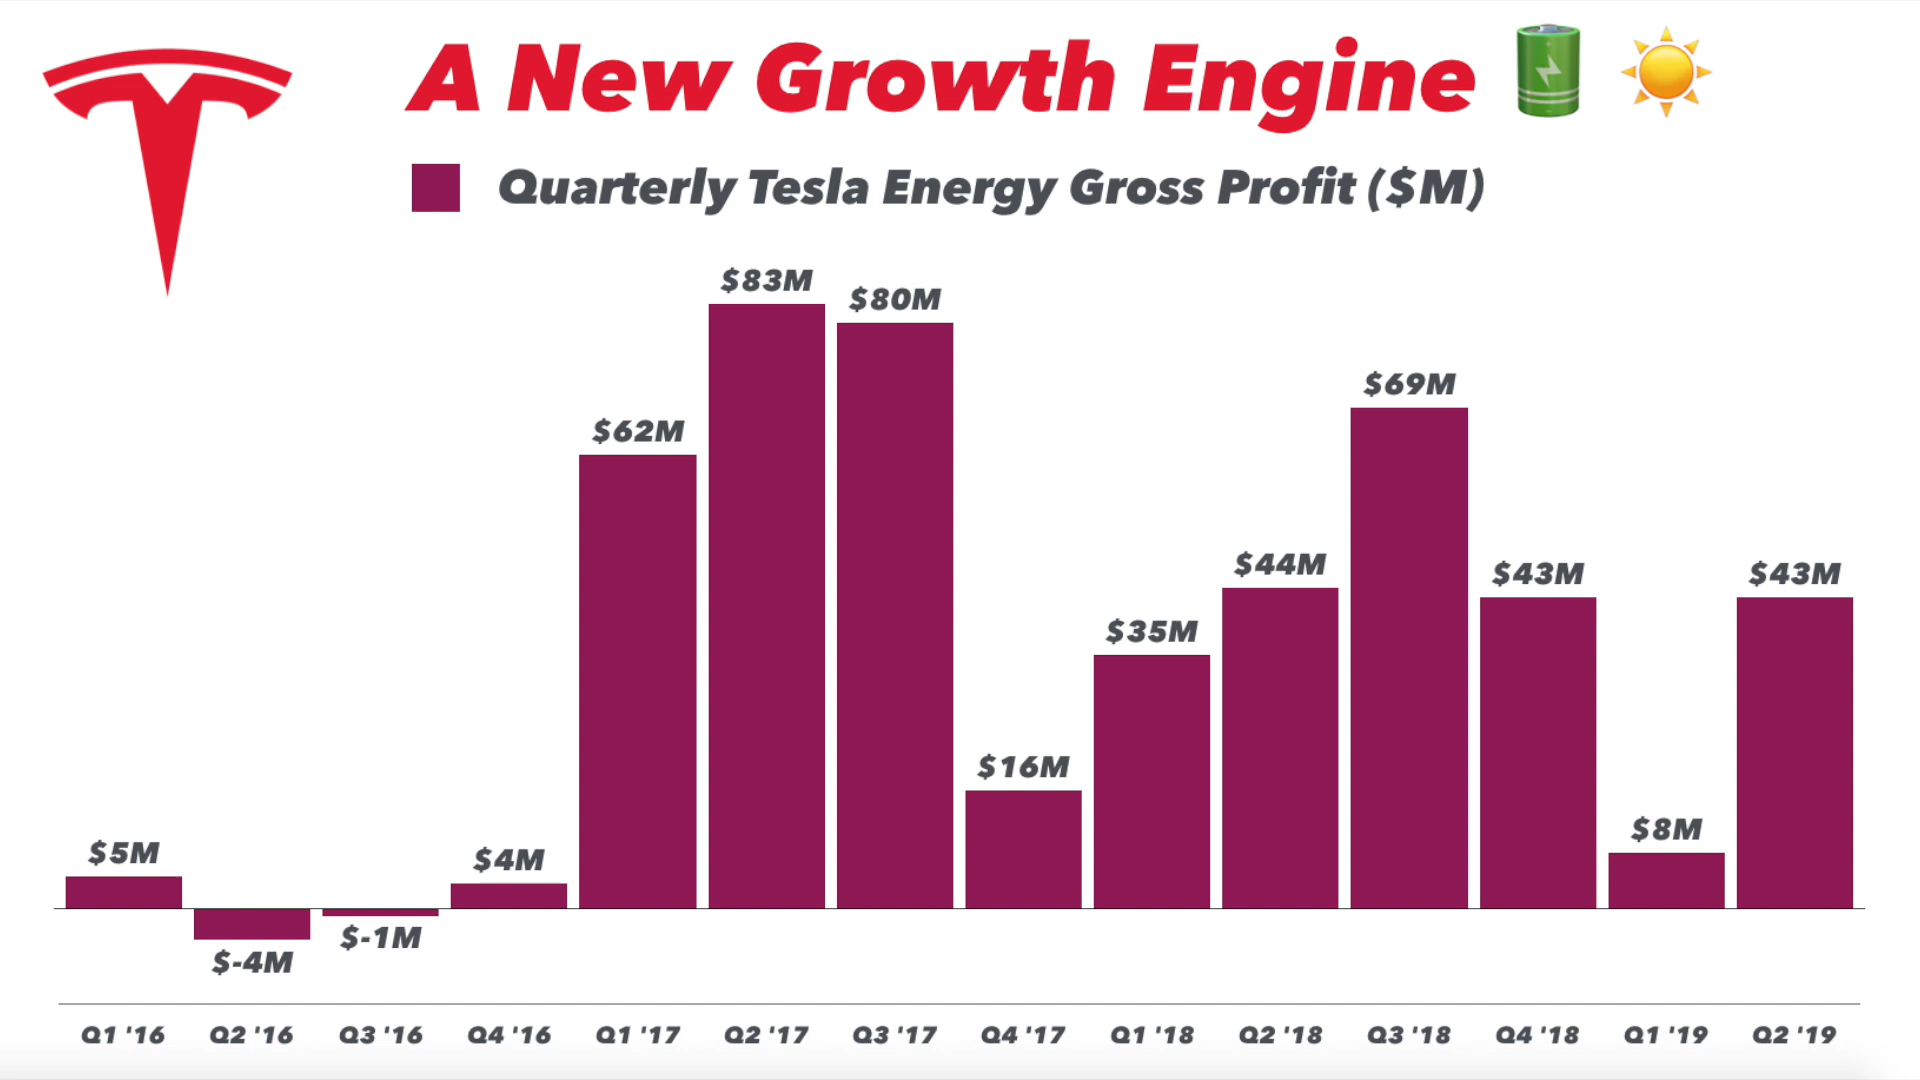 A New Growth Engine
Quarterly Tesla Energy Gross Profit ($M)
$83M
$80M
$69M
$62M
$44M
$43M
$43M
$35M
$16M
$8M
$5M
$4M
$-1M
$-4M
Q1 '16 Q2 '16 Q3 '16 Q4 '16 Q1 '17 Q2 '17 Q3 '17 Q4 '17 Q1 '18 Q2 '18 Q3 '18 Q4 '18 Q1 '19 Q2 '19